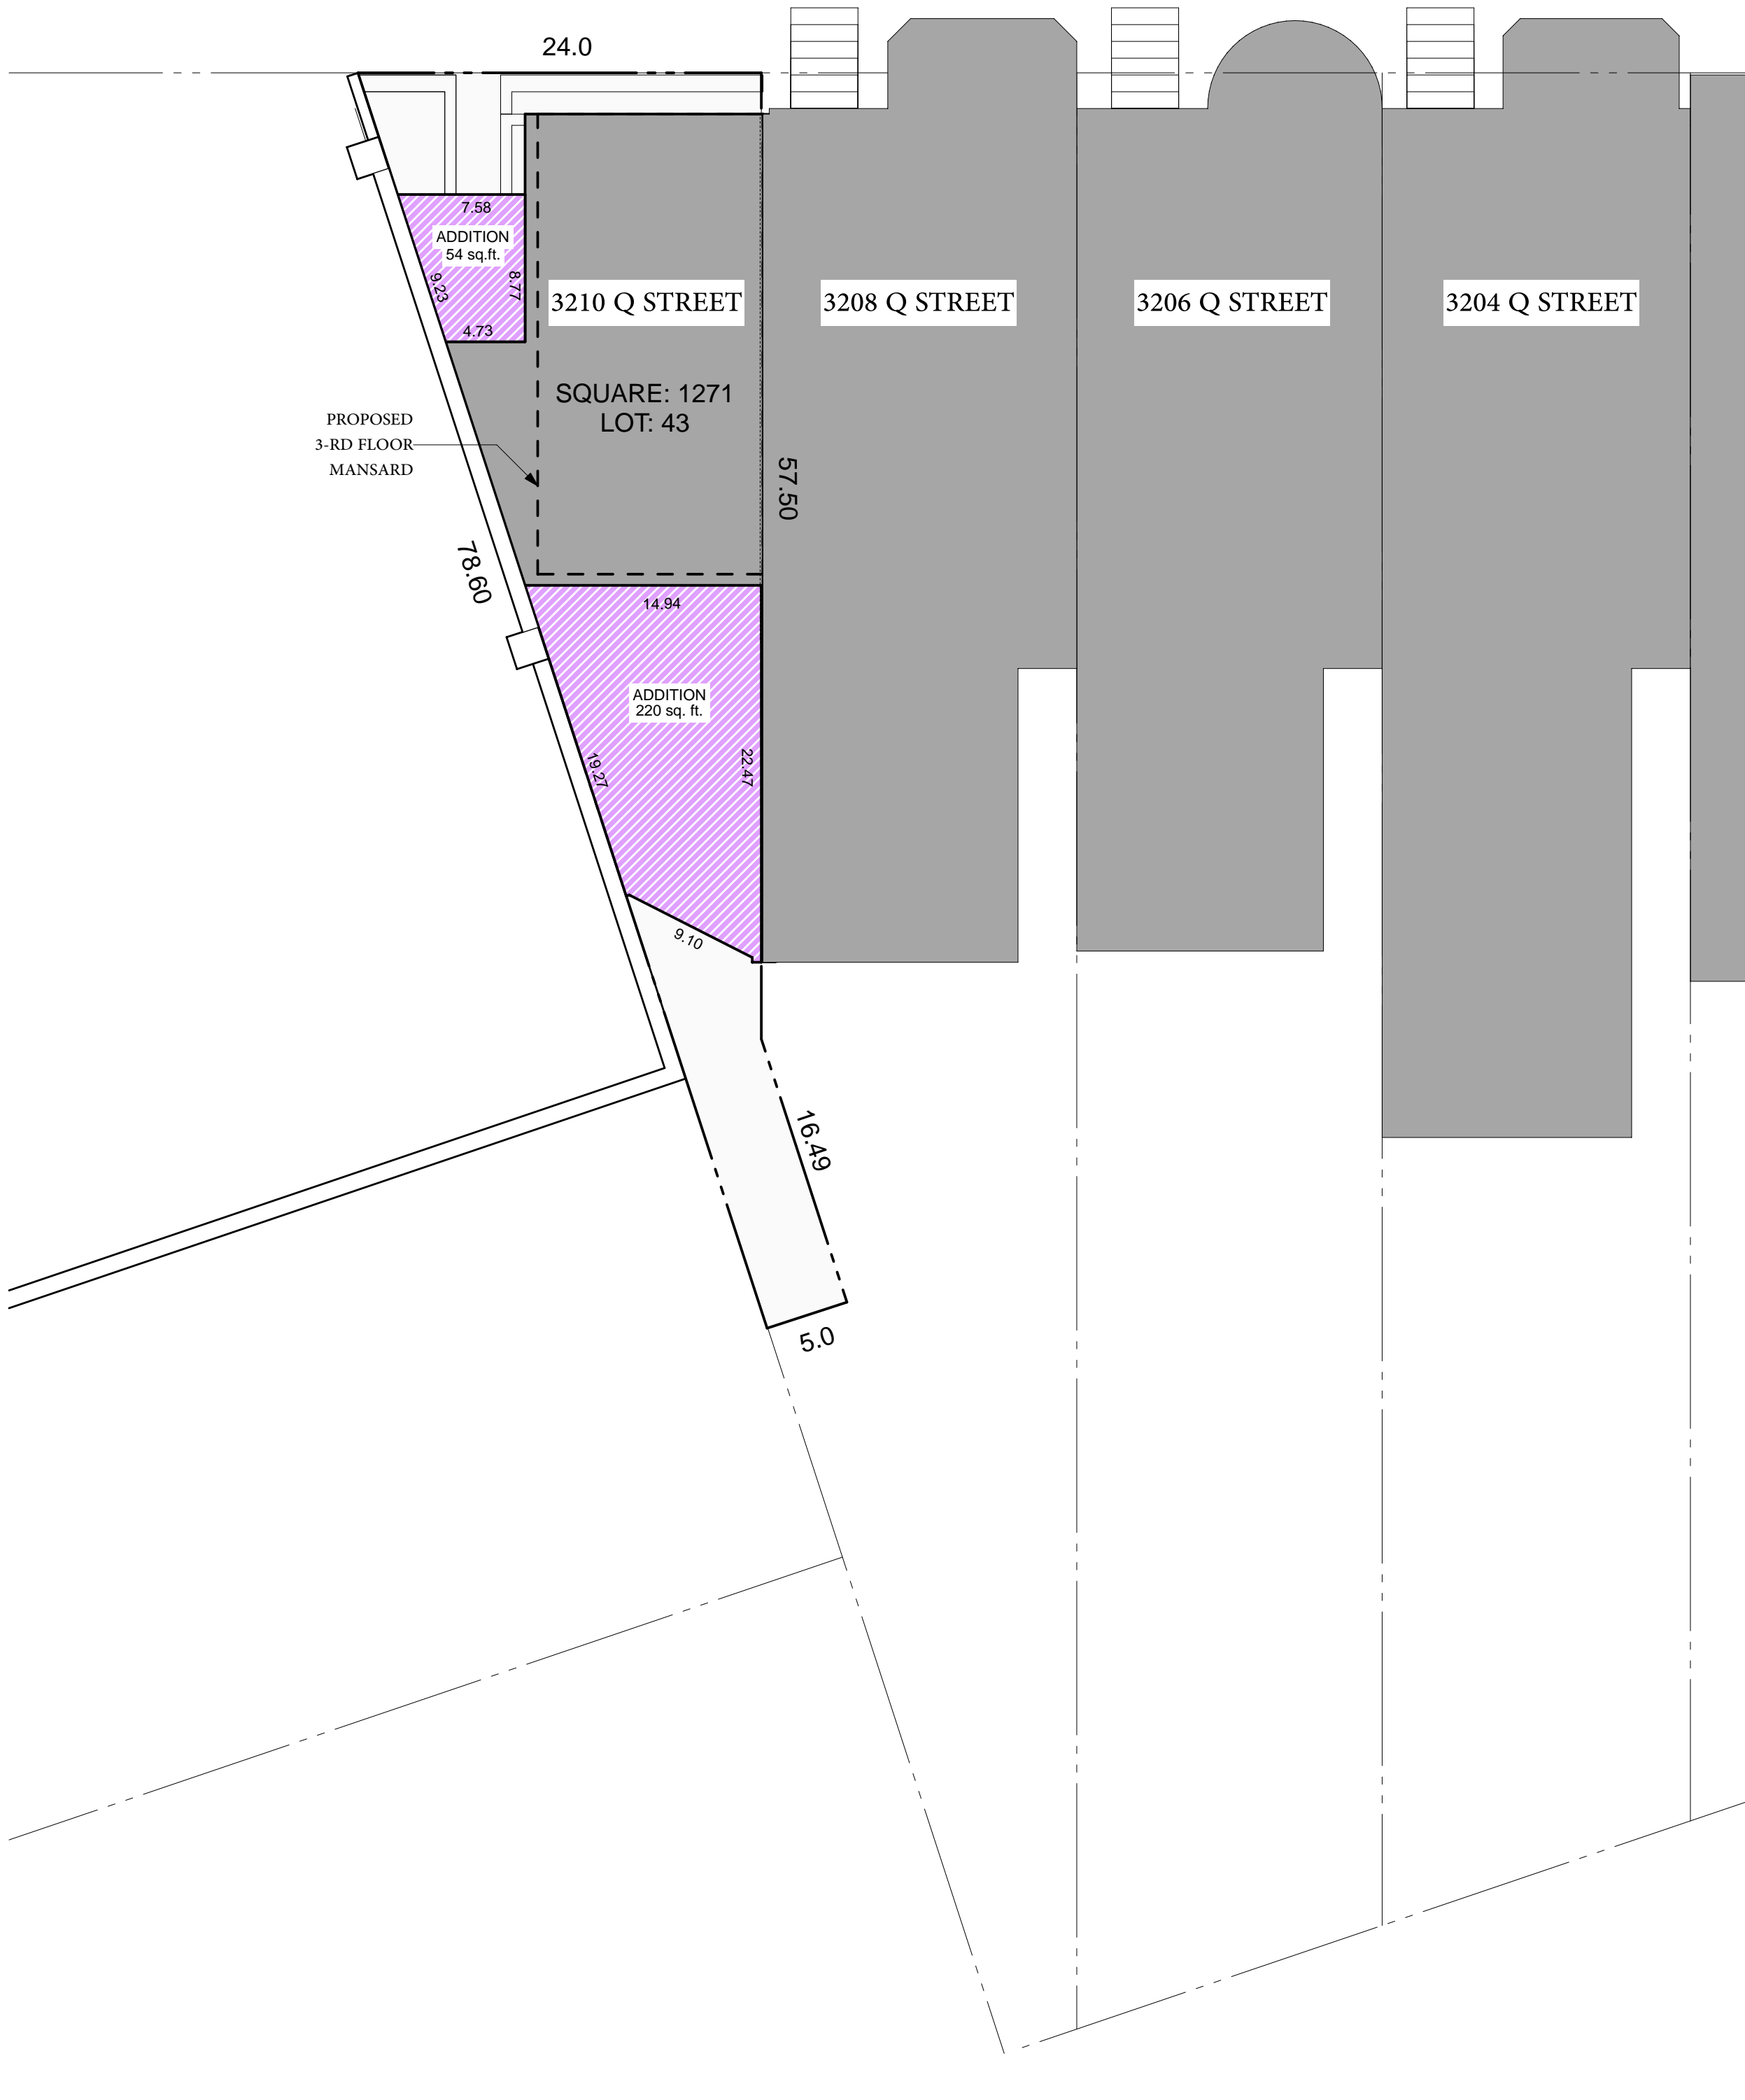 24.0
7.58
ADDITION
54 sq.ft.
9.23
8.77
4.73
3210 Q STREET
3208 Q STREET
3206 Q STREET
3204 Q STREET
SQUARE: 1271
LOT: 43
PROPOSED
3-RD FLOOR
MANSARD
57.50
78.60
14.94
ADDITION
220 sq. ft.
19.27
22.47
9.10
16.49
5.0